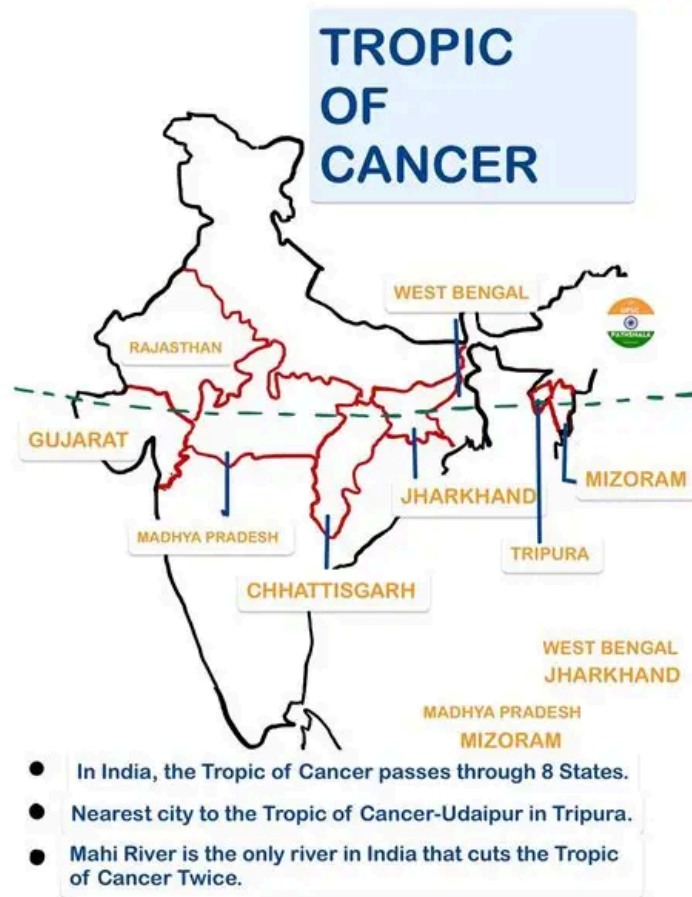 TROPIC
OF
CANCER
WEST BENGAL
UPSC
PATHSHALA
RAJASTHAN
GUJARAT
MIZORAM
JHARKHAND
MADHYA PRADESH
TRIPURA
CHHATTISGARH
WEST BENGAL
JHARKHAND
MADHYA PRADESH
MIZORAM
● In India, the Tropic of Cancer passes through 8 States.
● Nearest city to the Tropic of Cancer-Udaipur in Tripura.
● Mahi River is the only river in India that cuts the Tropic
of Cancer Twice.